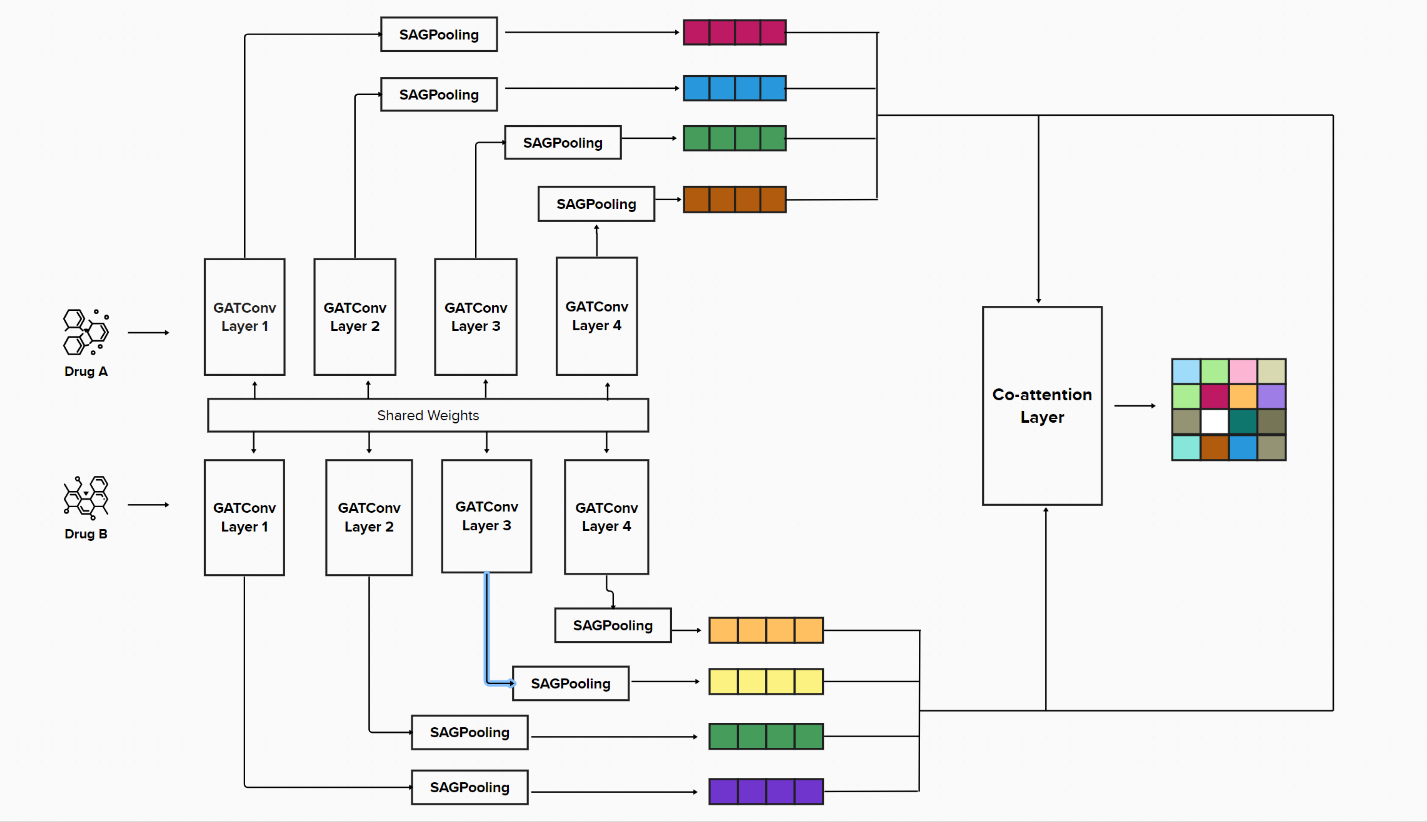 SAGPooling
SAGPooling
SAGPooling
SAGPooling
GATConv
Layer 1
GATConv
Layer 2
GATConv
Layer 3
GATConv
Layer 4
Drug A
Shared Weights
Co-attention
Layer
GATConv
Layer 1
GATConv
Layer 2
GATConv
Layer 3
GATConv
Layer 4
Drug B
SAGPooling
SAGPooling
SAGPooling
SAGPooling